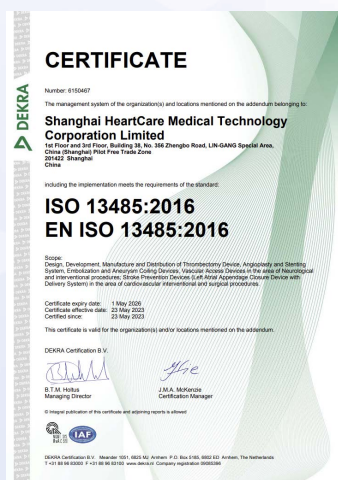 DEKRA
CERTIFICATE
Number: 6150467
The management system of the organization(s) and locations mentioned on the addendum belonging to:
Shanghai HeartCare Medical Technology
Corporation Limited
1st Floor and 3rd Floor, Building 38, No. 356 Zhengbo Road, LIN-GANG Special Area,
China (Shanghai) Pilot Free Trade Zone
201422 Shanghai
China
including the implementation meets the requirements of the standard:
ISO 13485:2016
EN ISO 13485:2016
Scope:
Design, Development, Manufacture and Distribution of Thrombectomy Device, Angioplasty and Stenting
System, Embolization and Aneurysm Coiling Devices, Vascular Access Devices in the area of Neurological
and interventional procedures; Stroke Prevention Devices (Left Atrial Appendage Closure Device with
Delivery System) in the area of cardiovascular interventional and surgical procedures.
Certificate expiry date: 1 May 2026
Certificate effective date: 23 May 2023
Certified since: 23 May 2023
This certificate is valid for the organization(s) and/or locations mentioned on the addendum.
DEKRA Certification B.V.
B.T.M. Holtus J.M.A. McKenzie
Managing Director Certification Manager
© Integral publication of this certificate and adjoining reports is allowed
IAF
DEKRA Certification B.V. Meander 1051, 6825 MJ Arnhem P.O. Box 5185, 6802 ED Arnhem, The Netherlands
T +31 88 96 83000 F +31 88 96 83100 www.dekra.nl Company registration 09085396